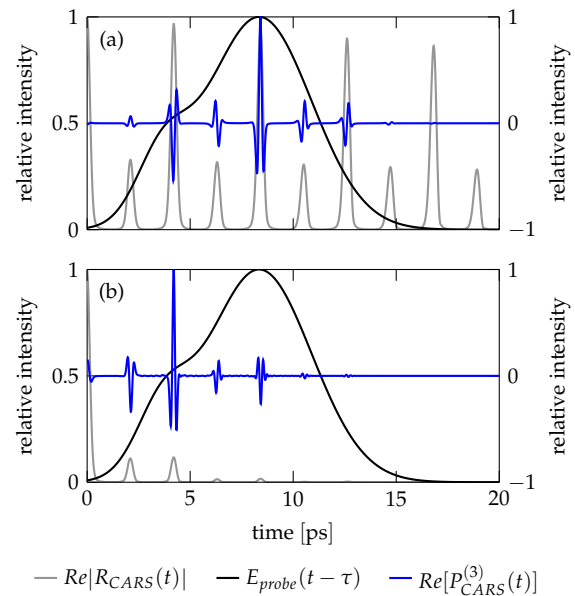 (a)
1
0.5
0
1
0
−1
relative intensity
relative intensity
(b)
1
0.5
0
1
0
−1
relative intensity
relative intensity
0 5 10 15 20
time [ps]
Re|R_CARS(t)| E_probe(t − τ) Re[P^(3)_CARS(t)]